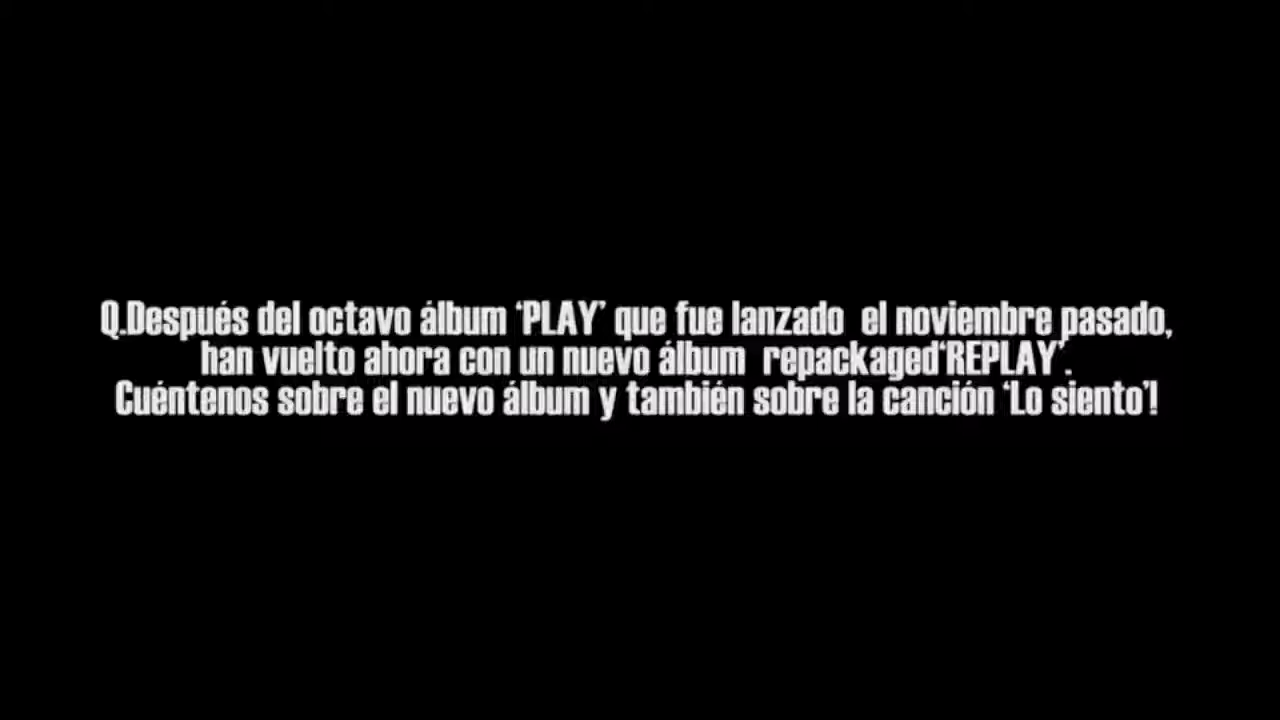 Q.Después del octavo álbum ‘PLAY’ que fue lanzado  el noviembre pasado,
han vuelto ahora con un nuevo álbum  repackaged‘REPLAY’.
Cuéntenos sobre el nuevo álbum y también sobre la canción ‘Lo siento’!